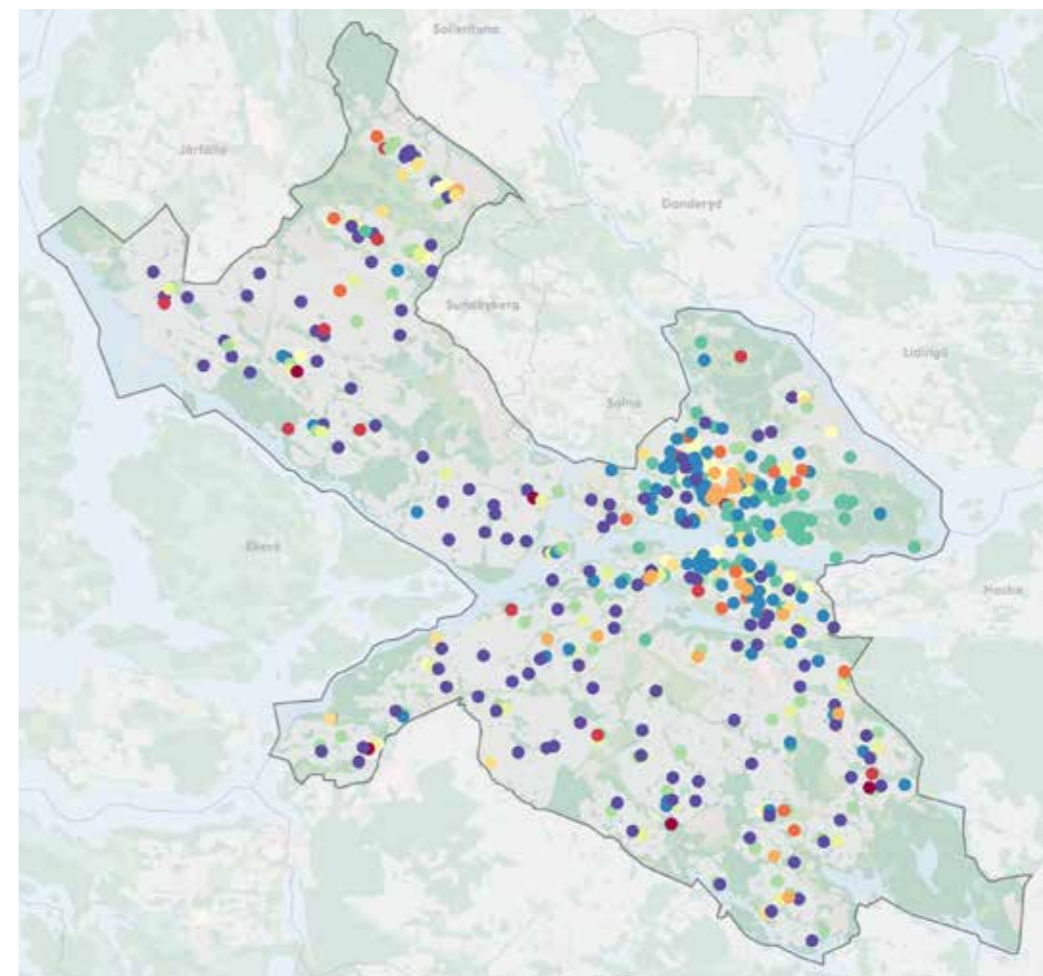 Sollentuna
Järfälla
Danderyd
Sundbyberg
Lidingö
Solna
Ekerö
Nacka